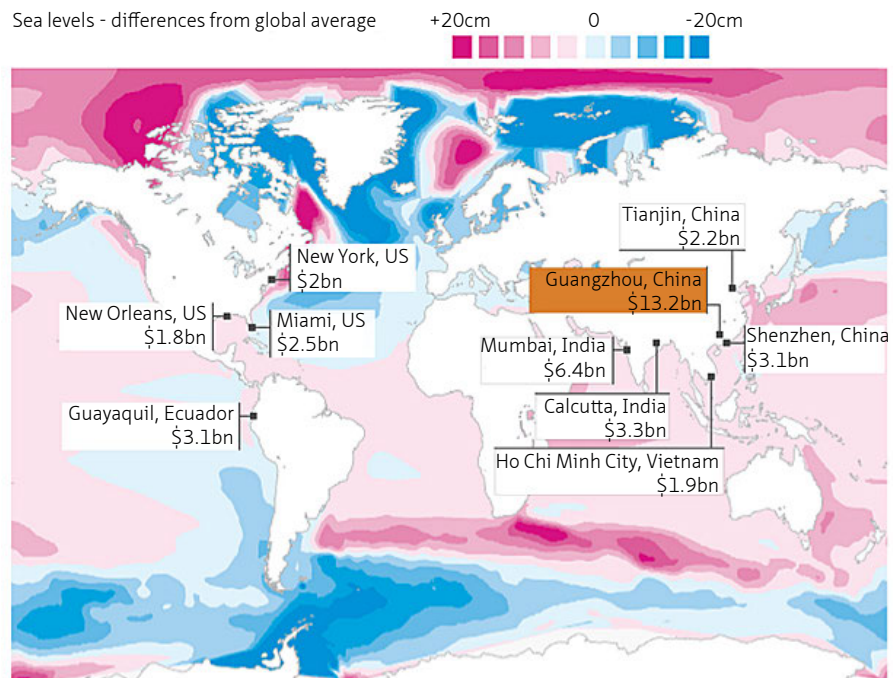 Sea levels - differences from global average
+20cm 0 -20cm
Tianjin, China
$2.2bn
New York, US
$2bn
Guangzhou, China
$13.2bn
New Orleans, US
$1.8bn
Miami, US
$2.5bn
Shenzhen, China
$3.1bn
Mumbai, India
$6.4bn
Calcutta, India
$3.3bn
Guayaquil, Ecuador
$3.1bn
Ho Chi Minh City, Vietnam
$1.9bn